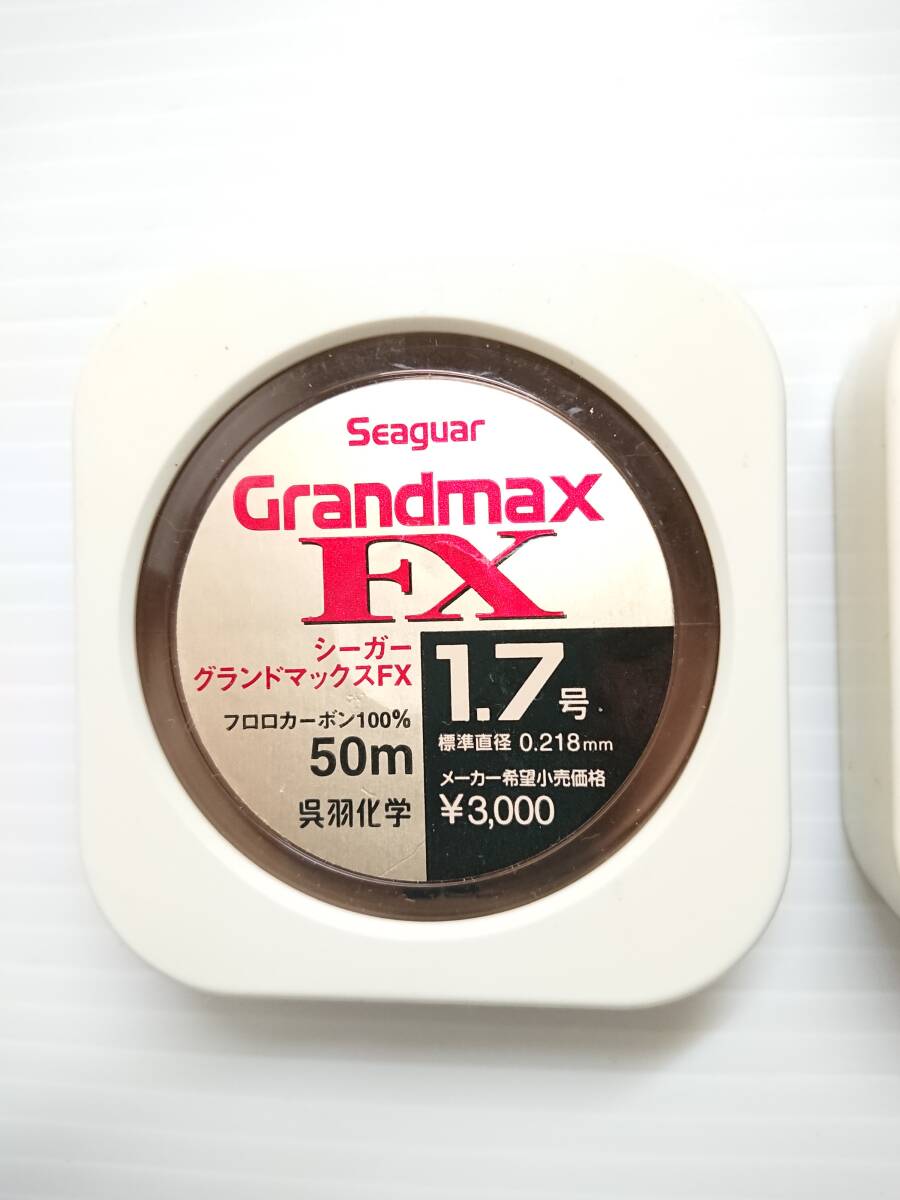 Seaguar
Grandmax
FX
シーガー
グランドマックスFX
フロロカーボン100%
50m
呉羽化学
1.7号
標準直径 0.218mm
メーカー希望小売価格
¥3,000